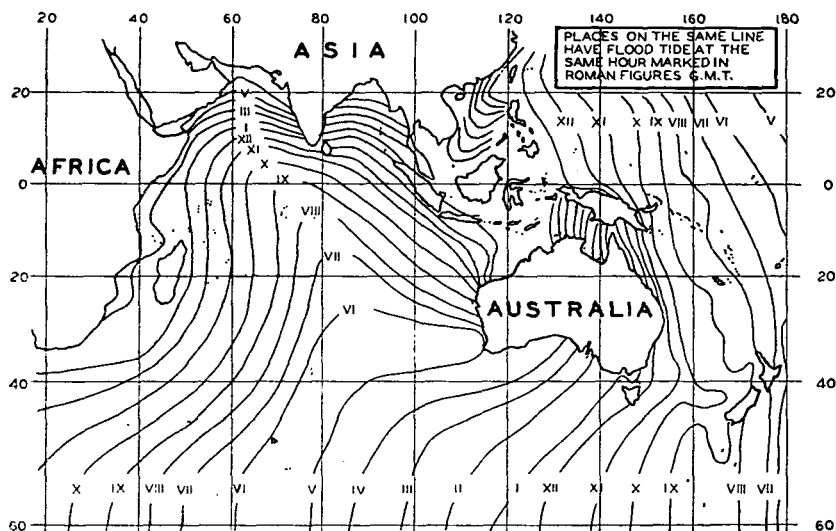 20 40 60 80 100 120 140 160 180
PLACES ON THE SAME LINE
HAVE FLOOD TIDE AT THE
SAME HOUR MARKED IN
ROMAN FIGURES G.M.T.
ASIA
20 20
V
III
I
XII
XI
X
IX
VIII
VII
VI
XII XI X IX VIII VII VI V
AFRICA
0 0
20 20
AUSTRALIA
40 40
X IX VIII VII VI V IV III II I XII XI X IX VIII VII
60 60